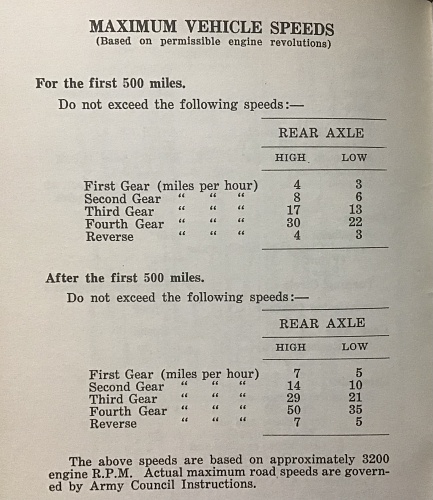 MAXIMUM VEHICLE SPEEDS
(Based on permissible engine revolutions)
For the first 500 miles.
Do not exceed the following speeds:—
REAR AXLE
HIGH. LOW
First Gear (miles per hour) 4 3
Second Gear “ “ “ 8 6
Third Gear “ “ “ 17 13
Fourth Gear “ “ “ 30 22
Reverse “ “ “ 4 3
After the first 500 miles.
Do not exceed the following speeds:—
REAR AXLE
HIGH LOW
First Gear (miles per hour) 7 5
Second Gear “ “ “ 14 10
Third Gear “ “ “ 29 21
Fourth Gear “ “ “ 50 35
Reverse “ “ “ 7 5
The above speeds are based on approximately 3200
engine R.P.M. Actual maximum road speeds are govern-
ed by Army Council Instructions.